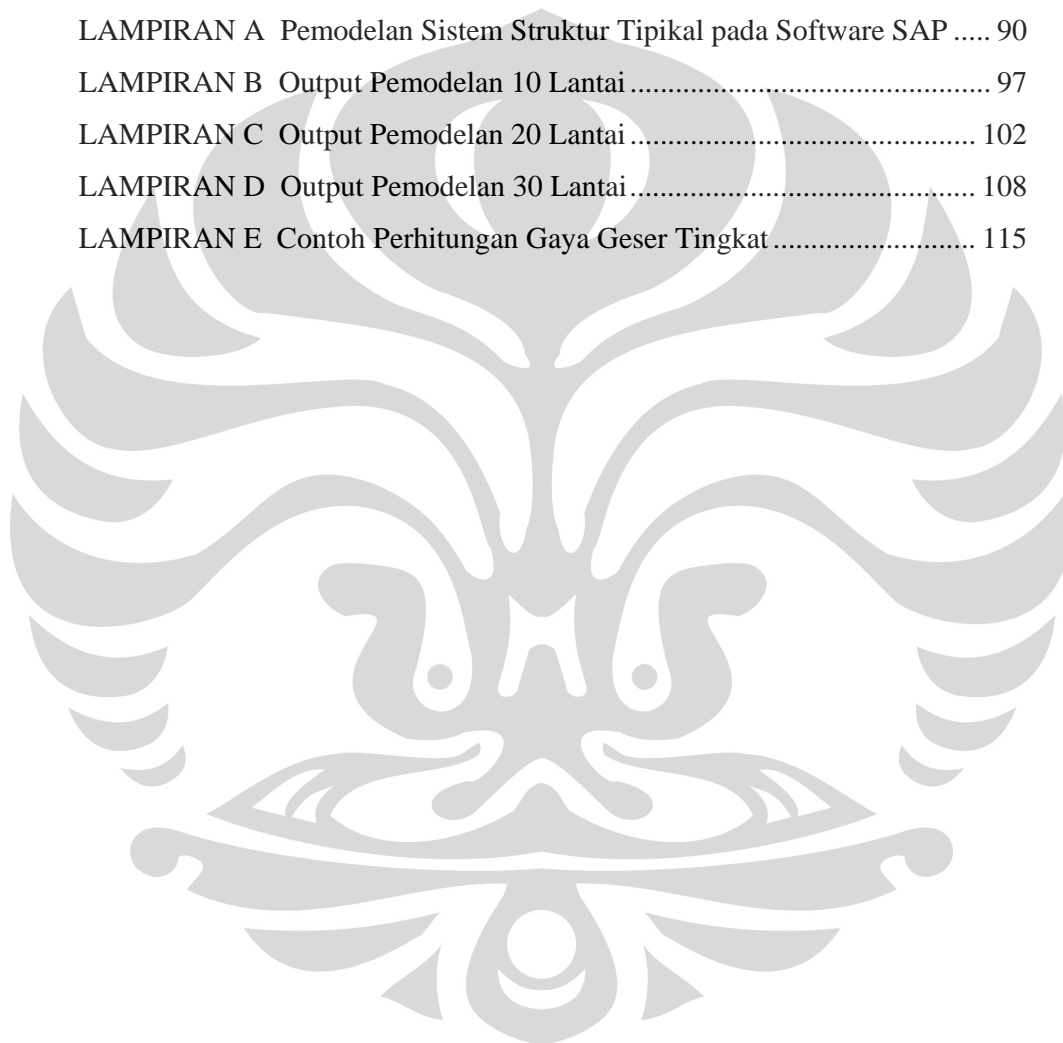 LAMPIRAN A  Pemodelan Sistem Struktur Tipikal pada Software SAP ..... 90
LAMPIRAN B  Output Pemodelan 10 Lantai ................................................ 97
LAMPIRAN C  Output Pemodelan 20 Lantai .............................................. 102
LAMPIRAN D  Output Pemodelan 30 Lantai .............................................. 108
LAMPIRAN E  Contoh Perhitungan Gaya Geser Tingkat ........................... 115